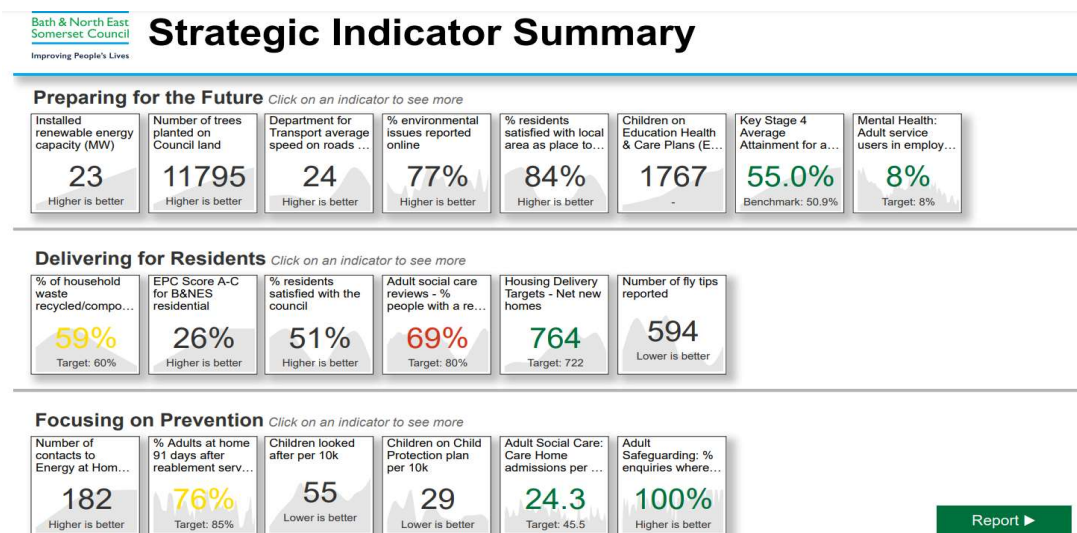 Bath & North East
Somerset Council
Improving People's Lives
Strategic Indicator Summary
Preparing for the Future Click on an indicator to see more
Installed
renewable energy
capacity (MW)
23
Higher is better
Number of trees
planted on
Council land
11795
Higher is better
Department for
Transport average
speed on roads ...
24
Higher is better
% environmental
issues reported
online
77%
Higher is better
% residents
satisfied with local
area as place to...
84%
Higher is better
Children on
Education Health
& Care Plans (E...
1767
-
Key Stage 4
Average
Attainment for a...
55.0%
Benchmark: 50.9%
Mental Health:
Adult service
users in employ...
8%
Target: 8%
Delivering for Residents Click on an indicator to see more
% of household
waste
recycled/compo...
59%
Target: 60%
EPC Score A-C
for B&NES
residential
26%
Higher is better
% residents
satisfied with the
council
51%
Higher is better
Adult social care
reviews - %
people with a re...
69%
Target: 80%
Housing Delivery
Targets - Net new
homes
764
Target: 722
Number of fly tips
reported
594
Lower is better
Focusing on Prevention Click on an indicator to see more
Number of
contacts to
Energy at Hom...
182
Higher is better
% Adults at home
91 days after
reablement serv...
76%
Target: 85%
Children looked
after per 10k
55
Lower is better
Children on Child
Protection plan
per 10k
29
Lower is better
Adult Social Care:
Care Home
admissions per ...
24.3
Target: 45.5
Adult
Safeguarding: %
enquiries where...
100%
Higher is better
Report ▶